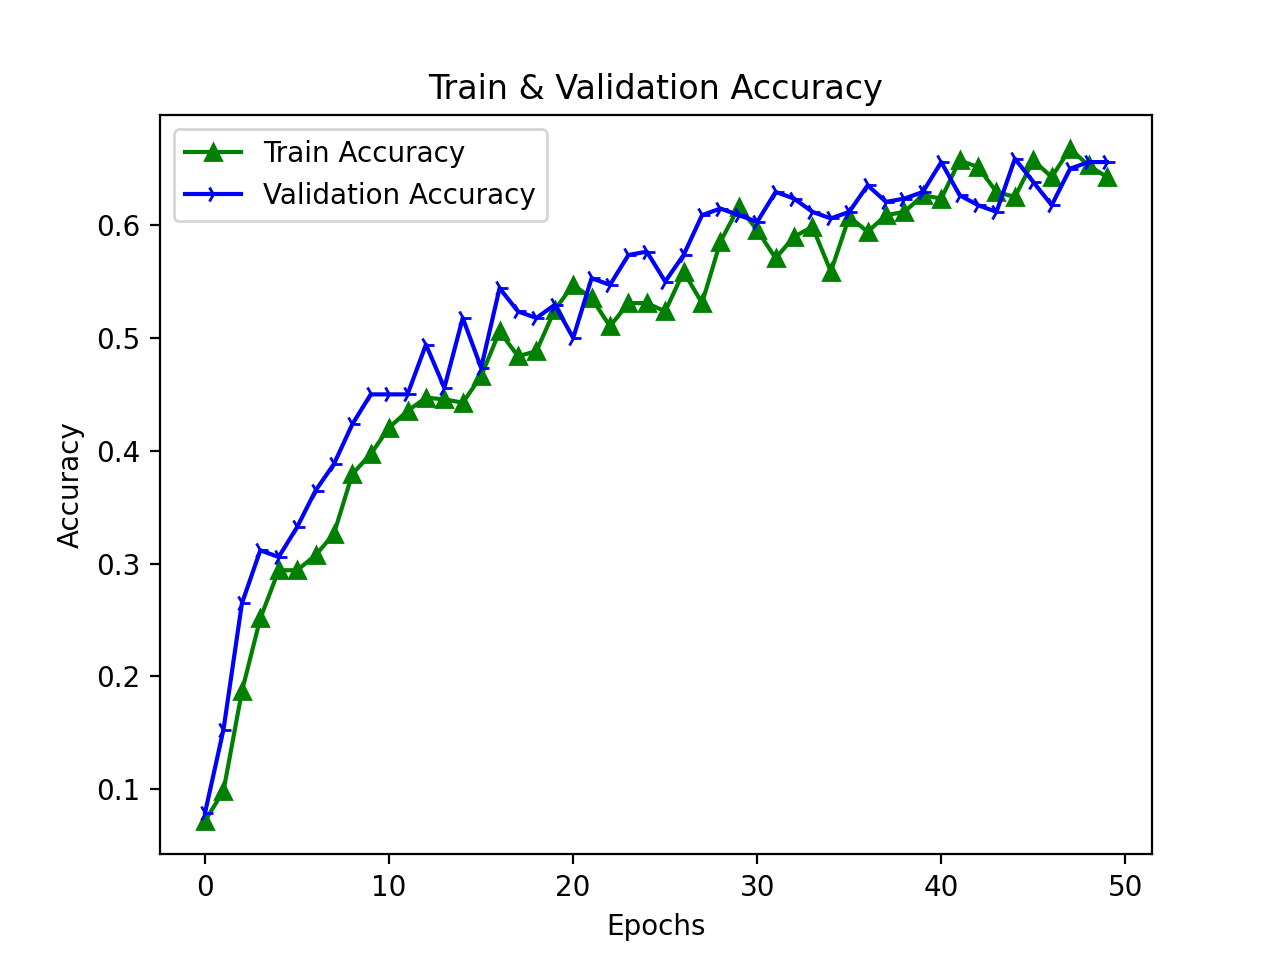 Train & Validation Accuracy
Train Accuracy
Validation Accuracy
0.6
0.5
0.4
0.3
0.2
0.1
Accuracy
0 10 20 30 40 50
Epochs